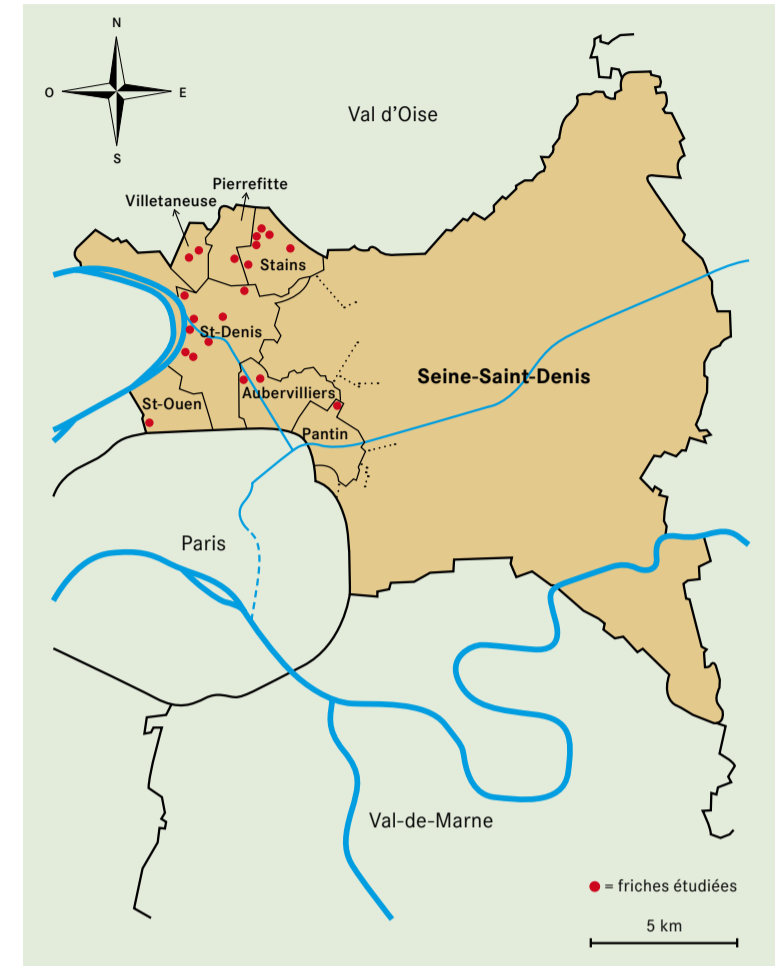 N
O
E
S
Val d'Oise
Pierrefitte
Villetaneuse
Stains
St-Denis
Seine-Saint-Denis
Aubervilliers
St-Ouen
Pantin
Paris
Val-de-Marne
= friches étudiées
5 km